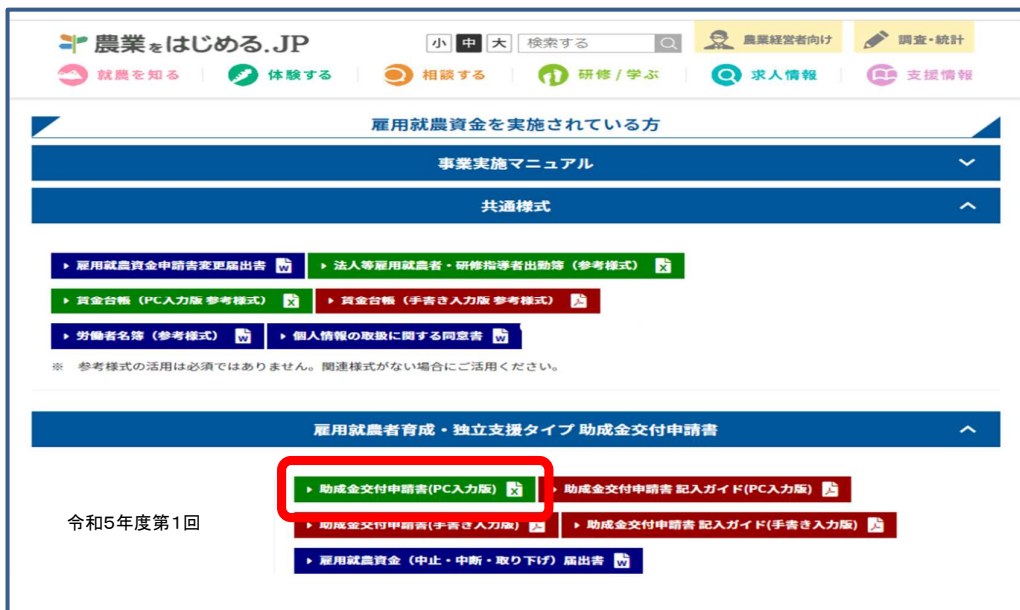 農業をはじめる.JP 小 中 大 検索する 農業経営者向け 調査・統計
就農を知る 体験する 相談する 研修/学ぶ 求人情報 支援情報
雇用就農資金を実施されている方
事業実施マニュアル
共通様式
雇用就農資金申請書変更届出書 法人等雇用就農者・研修指導者出勤簿（参考様式）
賃金台帳（PC入力版 参考様式） 賃金台帳（手書き入力版 参考様式）
労働者名簿（参考様式） 個人情報の取扱に関する同意書
※ 参考様式の活用は必須ではありません。関連様式がない場合にご活用ください。
雇用就農者育成・独立支援タイプ 助成金交付申請書
助成金交付申請書(PC入力版) 助成金交付申請書 記入ガイド(PC入力版)
令和5年度第1回
助成金交付申請書(手書き入力版) 助成金交付申請書 記入ガイド(手書き入力版)
雇用就農資金（中止・中断・取り下げ）届出書